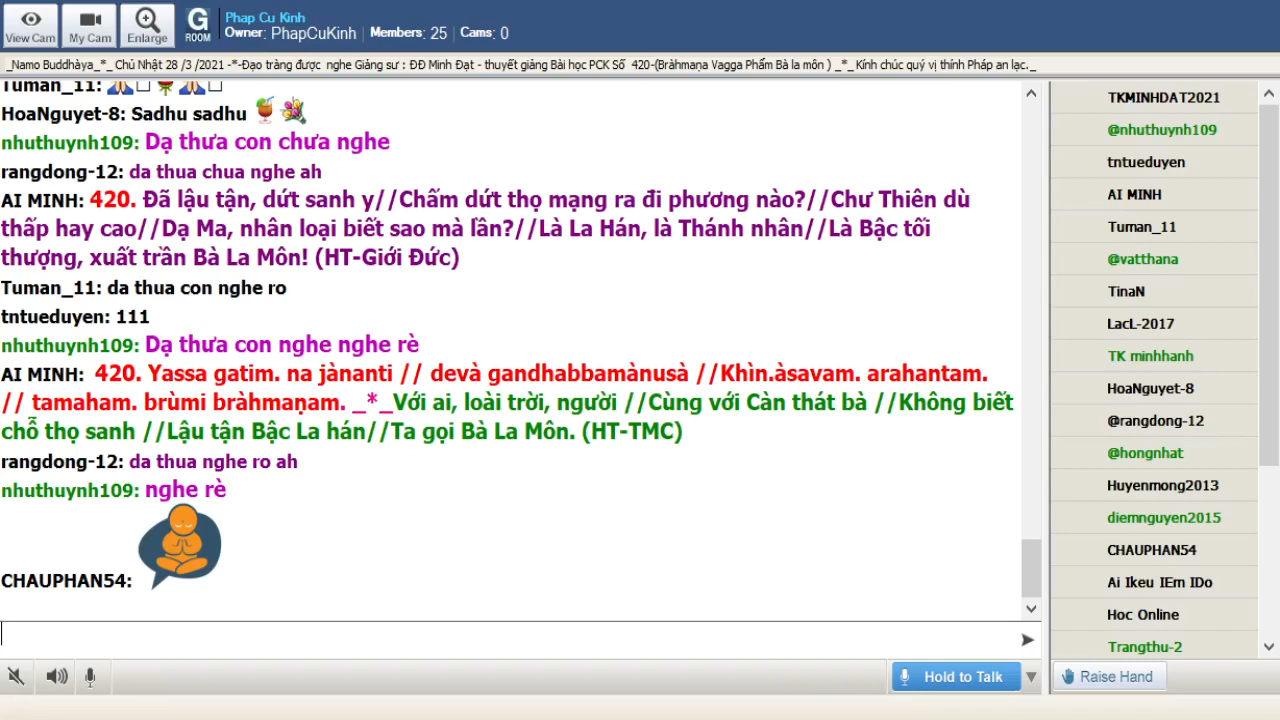 View Cam
My Cam
Enlarge
G
ROOM
Phap Cu Kinh
Owner: PhapCuKinh | Members: 25 | Cams: 0
_Namo Buddhàya_*_ Chủ Nhật 28 /3 /2021 -*-Đạo tràng được nghe Giảng sư : ĐĐ Minh Đạt - thuyết giảng Bài học PCK Số 420-(Bràhmaṇa Vagga Phẩm Bà la môn ) _*_ Kính chúc quý vị thính Pháp an lạc._
Tuman_11:
HoaNguyet-8: Sadhu sadhu
nhuthuynh109: Dạ thưa con chưa nghe
rangdong-12: da thua chua nghe ah
AI MINH: 420. Đã lậu tận, dứt sanh y//Chấm dứt thọ mạng ra đi phương nào?//Chư Thiên dù
thấp hay cao//Dạ Ma, nhân loại biết sao mà lần?//Là La Hán, là Thánh nhân//Là Bậc tối
thượng, xuất trần Bà La Môn! (HT-Giới Đức)
Tuman_11: da thua con nghe ro
tntueduyen: 111
nhuthuynh109: Dạ thưa con nghe nghe rè
AI MINH: 420. Yassa gatim. na jànanti // devà gandhabbamànusà //Khìn.àsavam. arahantam.
// tamaham. brùmi bràhmaṇam. _*_Với ai, loài trời, người //Cùng với Càn thát bà //Không biết
chỗ thọ sanh //Lậu tận Bậc La hán//Ta gọi Bà La Môn. (HT-TMC)
rangdong-12: da thua nghe ro ah
nhuthuynh109: nghe rè
CHAUPHAN54:
Hold to Talk
TKMINHDAT2021
@nhuthuynh109
tntueduyen
AI MINH
Tuman_11
@vatthana
TinaN
LacL-2017
TK minhhanh
HoaNguyet-8
@rangdong-12
@hongnhat
Huyenmong2013
diemnguyen2015
CHAUPHAN54
Ai Ikeu IEm IDo
Hoc Online
Trangthu-2
Raise Hand